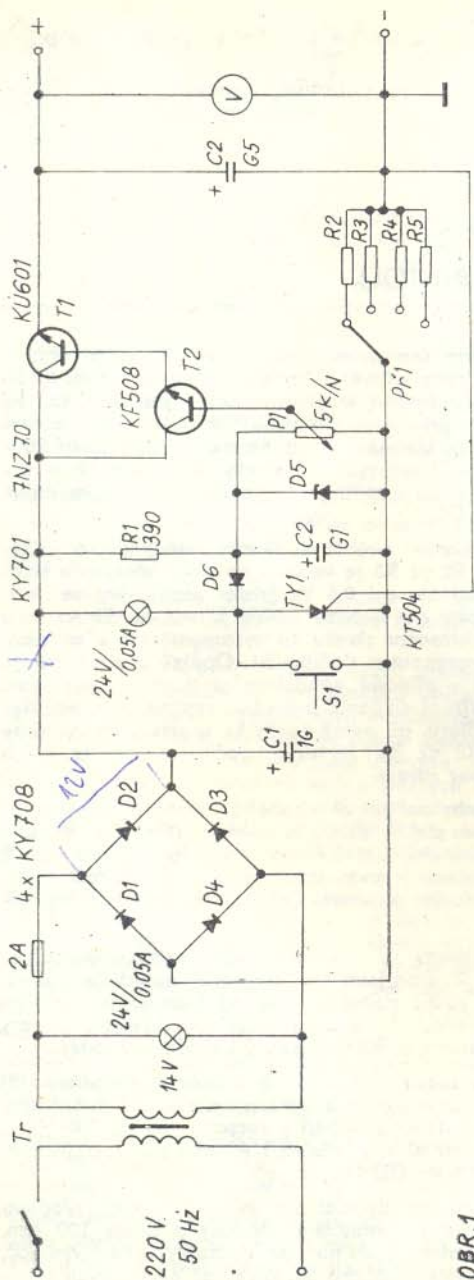 Tr
220 V
50 Hz
14V
24V/
0,05A
2A
4x KY708
D1
D2
D3
D4
12V
C1
1G
+
S1
24V/
0,05A
KY701
TY1
KT504
D6
R1
390
C2
G1
+
7NZ70
D5
P1
5k/N
KF508
T2
KU601
T1
Př1
R2
R3
R4
R5
C2
G5
+
V
+
-
OBR. 1